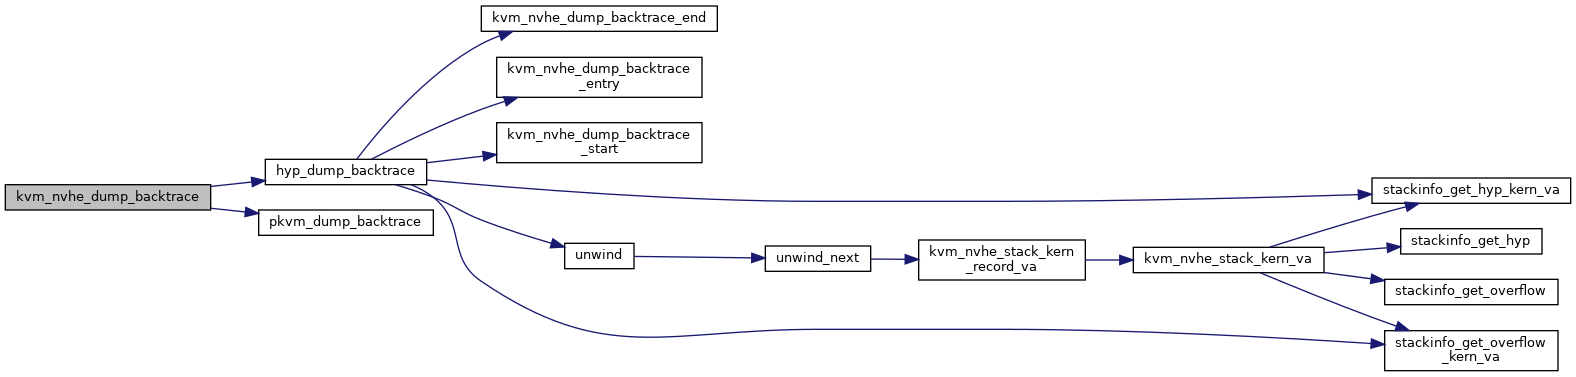 kvm_nvhe_dump_backtrace
hyp_dump_backtrace
pkvm_dump_backtrace
kvm_nvhe_dump_backtrace_end
kvm_nvhe_dump_backtrace
_entry
kvm_nvhe_dump_backtrace
_start
unwind
unwind_next
kvm_nvhe_stack_kern
_record_va
kvm_nvhe_stack_kern_va
stackinfo_get_hyp_kern_va
stackinfo_get_hyp
stackinfo_get_overflow
stackinfo_get_overflow
_kern_va